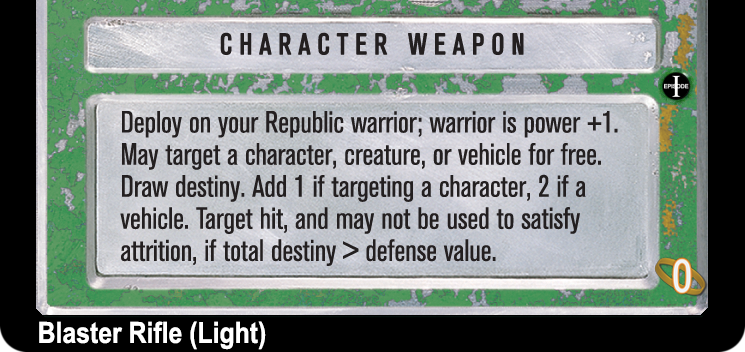 CHARACTER WEAPON
EPISODE
I
Deploy on your Republic warrior; warrior is power +1.
May target a character, creature, or vehicle for free.
Draw destiny. Add 1 if targeting a character, 2 if a
vehicle. Target hit, and may not be used to satisfy
attrition, if total destiny > defense value.
0
Blaster Rifle (Light)